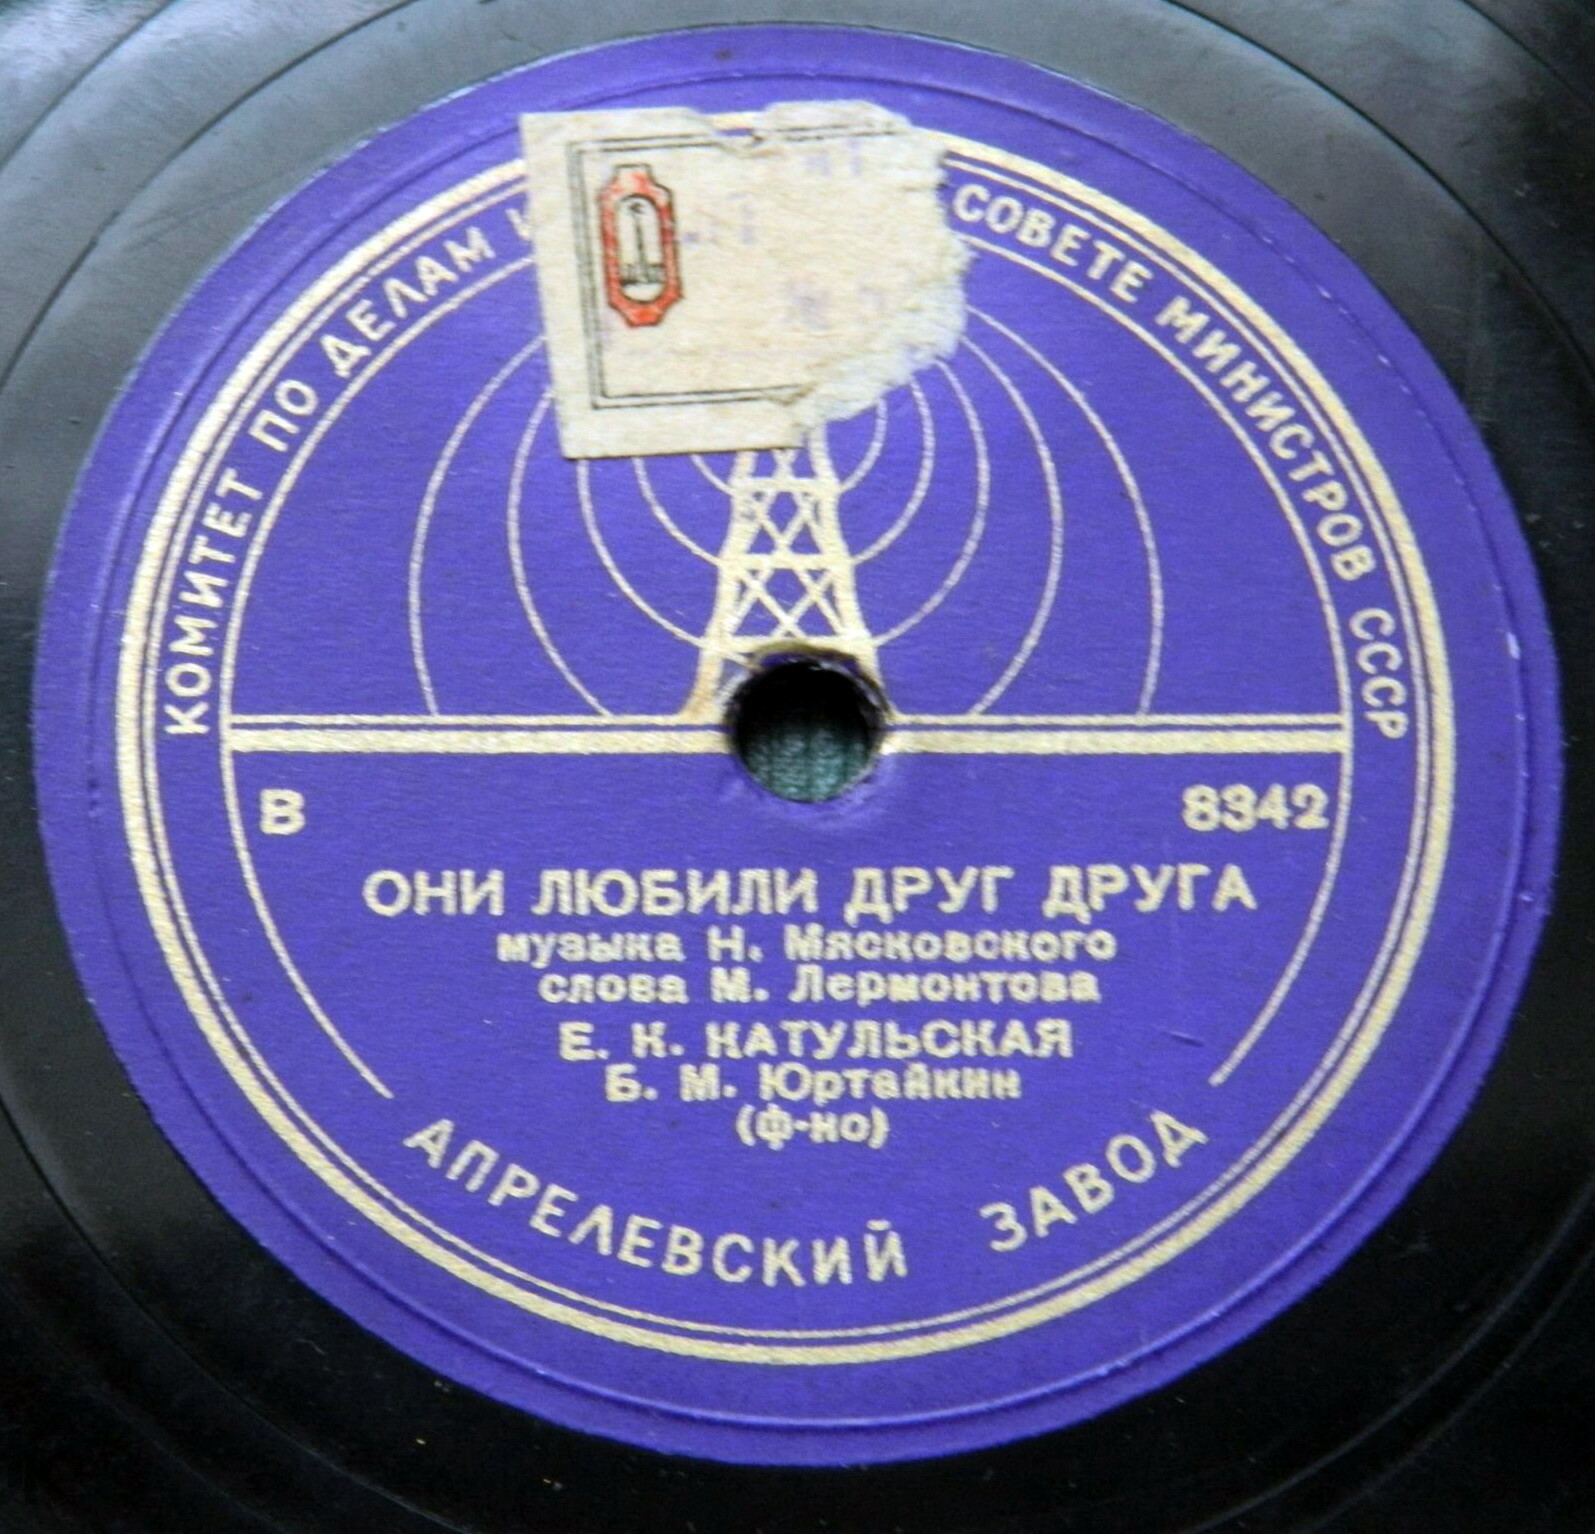 КОМИТЕТ ПО ДЕЛАМ
СОВЕТЕ МИНИСТРОВ СССР
В 8342
ОНИ ЛЮБИЛИ ДРУГ ДРУГА
музыка Н. Мясковского
слова М. Лермонтова
Е. К. КАТУЛЬСКАЯ
Б. М. Юртайкин
(ф-но)
АПРЕЛЕВСКИЙ ЗАВОД